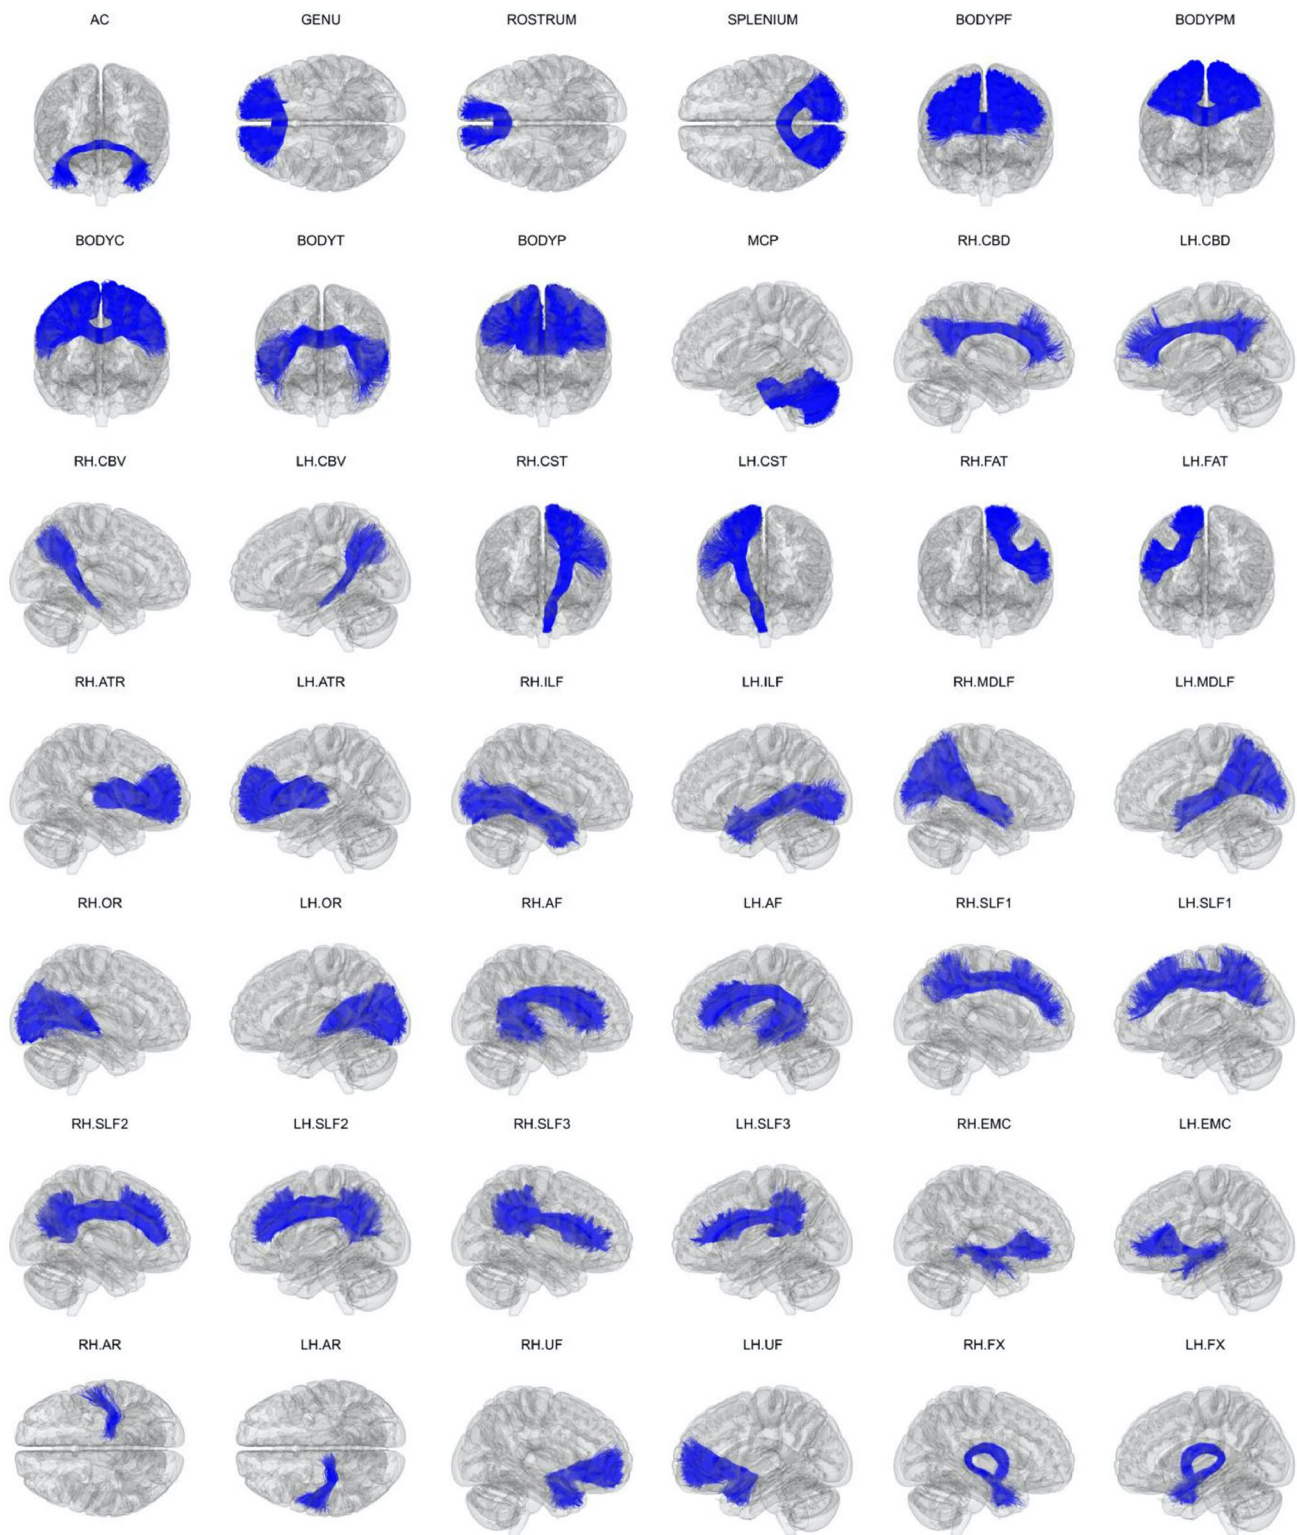 AC GENU ROSTRUM SPLENIUM BODYPF BODYPM
BODYC BODYT BODYP MCP RH.CBD LH.CBD
RH.CBV LH.CBV RH.CST LH.CST RH.FAT LH.FAT
RH.ATR LH.ATR RH.ILF LH.ILF RH.MDLF LH.MDLF
RH.OR LH.OR RH.AF LH.AF RH.SLF1 LH.SLF1
RH.SLF2 LH.SLF2 RH.SLF3 LH.SLF3 RH.EMC LH.EMC
RH.AR LH.AR RH.UF LH.UF RH.FX LH.FX